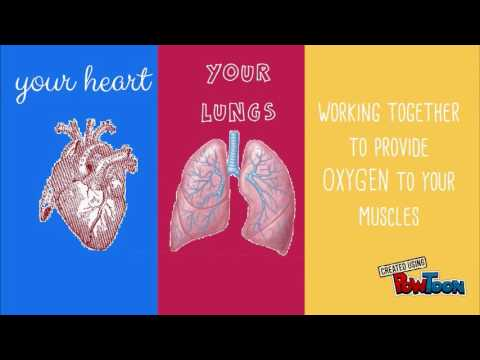 your heart
YOUR
LUNGS
WORKING TOGETHER
TO PROVIDE
OXYGEN TO YOUR
MUSCLES
CREATED USING
POWTOON